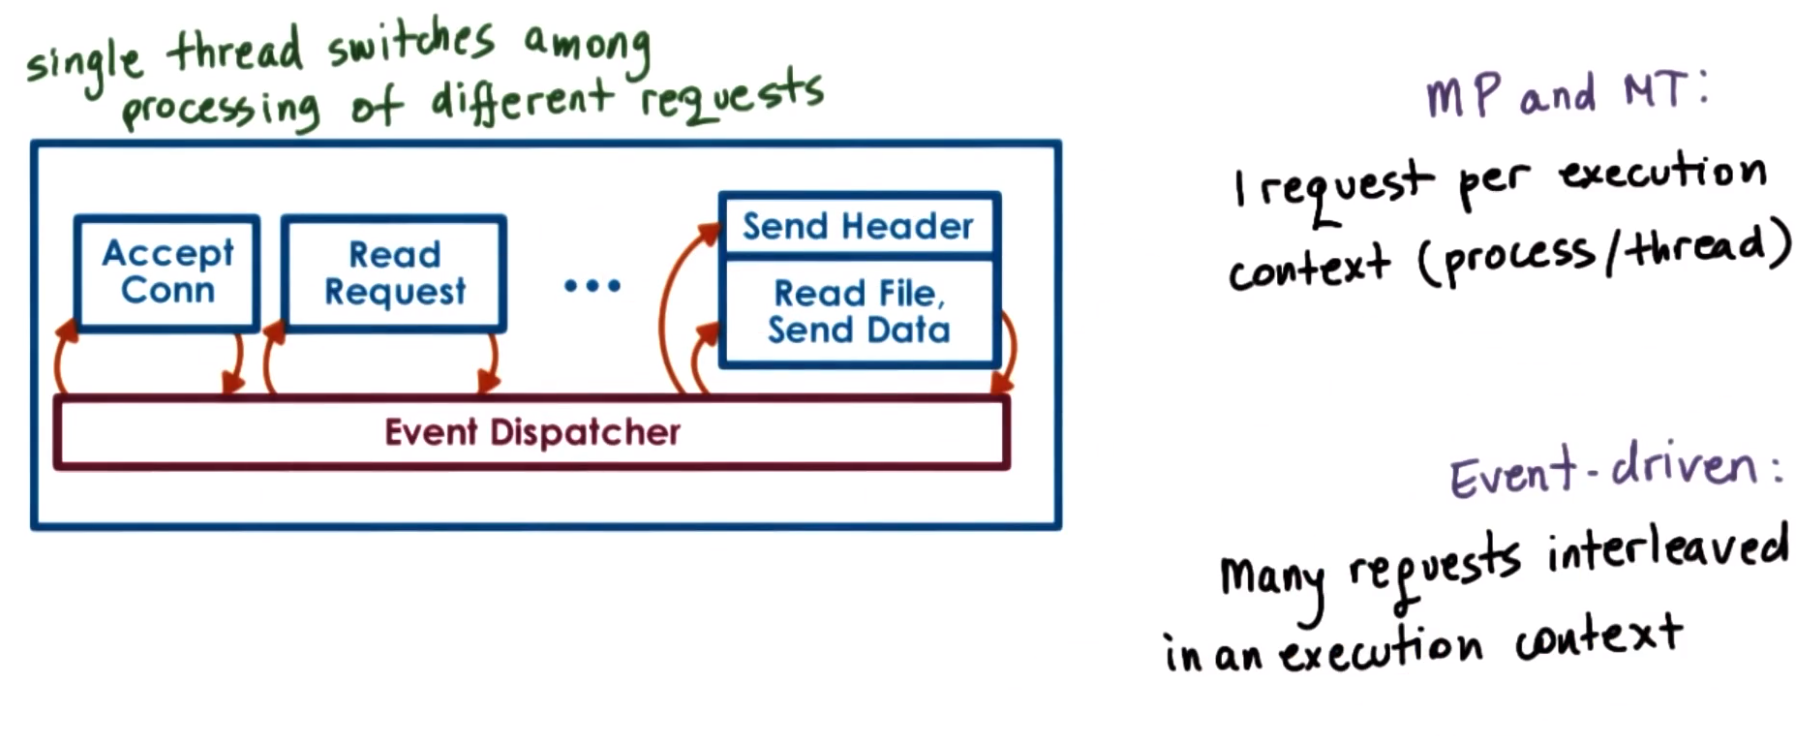 single thread switches among
processing of different requests
Accept
Conn
Read
Request
...
Send Header
Read File,
Send Data
Event Dispatcher
MP and MT:
1 request per execution
context (process/thread)
Event-driven:
Many requests interleaved
in an execution context